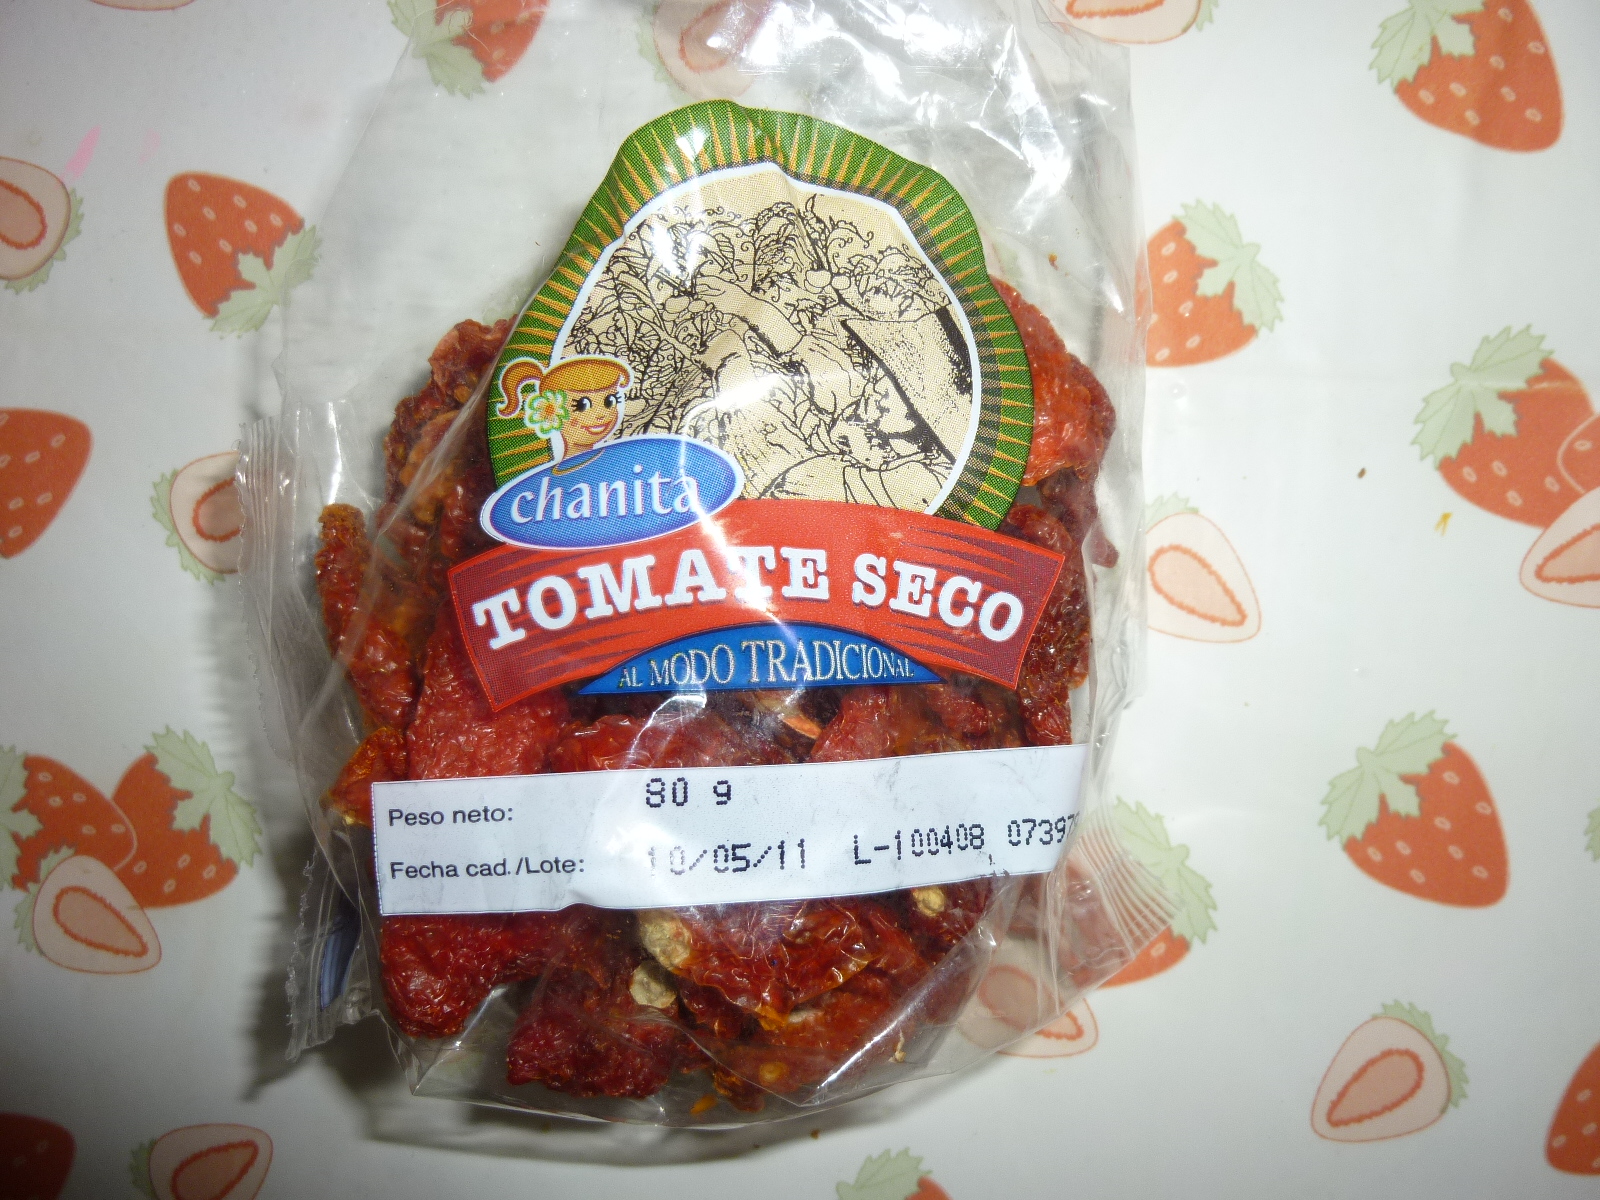 chanita
TOMATE SECO
AL MODO TRADICIONAL
Peso neto: 80 g
Fecha cad./Lote: 10/05/11 L-100408